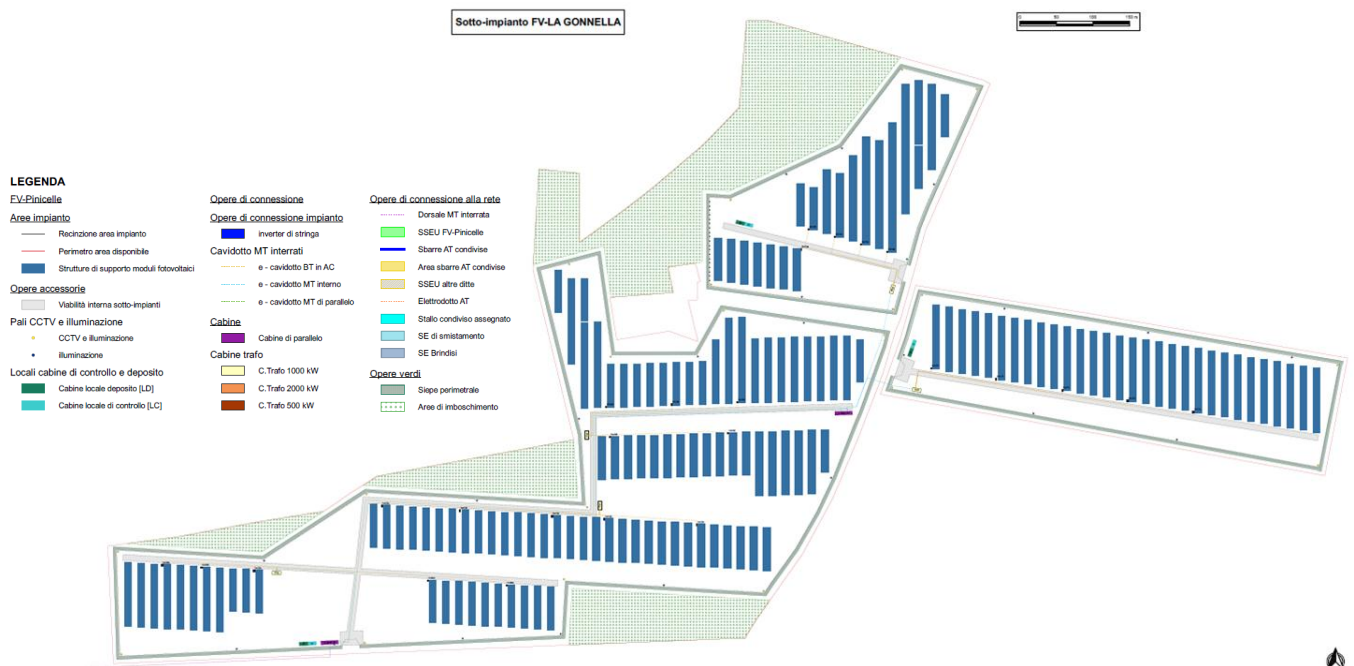 Sotto-impianto FV-LA GONNELLA
0 50 100 150 m
LEGENDA
FV-Pinicelle
Area impianto
Recinzione area impianto
Perimetro area disponibile
Strutture di supporto moduli fotovoltaici
Opere accessorie
Viabilità interna sotto-impianti
Pali CCTV e illuminazione
CCTV e illuminazione
illuminazione
Locali cabine di controllo e deposito
Cabine locale deposito [LD]
Cabine locale di controllo [LC]
Opere di connessione
Opere di connessione impianto
inverter di stringa
Cavidotto MT interrati
e - cavidotto BT in AC
e - cavidotto MT interno
e - cavidotto MT di parallelo
Cabine
Cabine di parallelo
Cabine trafo
C.Trafo 1000 kW
C.Trafo 2000 kW
C.Trafo 500 kW
Opere di connessione alla rete
Dorsale MT interrata
SSEU FV-Pinicelle
Sbarre AT condivise
Area sbarre AT condivise
SSEU altre ditte
Elettrodotto AT
Stallo condiviso assegnato
SE di smistamento
SE Brindisi
Opere verdi
Siepe perimetrale
Aree di imboschimento